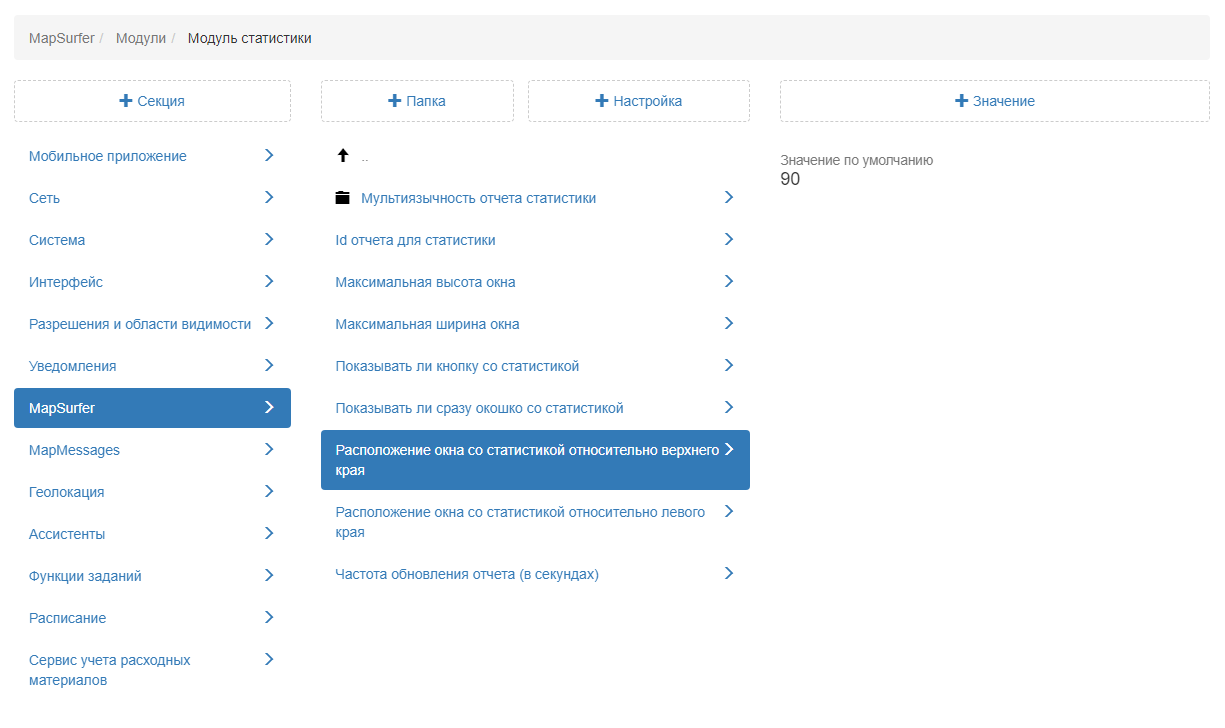 MapSurfer / Модули / Модуль статистики
Секция
Папка
Настройка
Значение
Мобильное приложение
Сеть
Система
Интерфейс
Разрешения и области видимости
Уведомления
MapSurfer
MapMessages
Геолокация
Ассистенты
Функции заданий
Расписание
Сервис учета расходных
материалов
..
Мультиязычность отчета статистики
Id отчета для статистики
Максимальная высота окна
Максимальная ширина окна
Показывать ли кнопку со статистикой
Показывать ли сразу окошко со статистикой
Расположение окна со статистикой относительно верхнего
края
Расположение окна со статистикой относительно левого
края
Частота обновления отчета (в секундах)
Значение по умолчанию
90